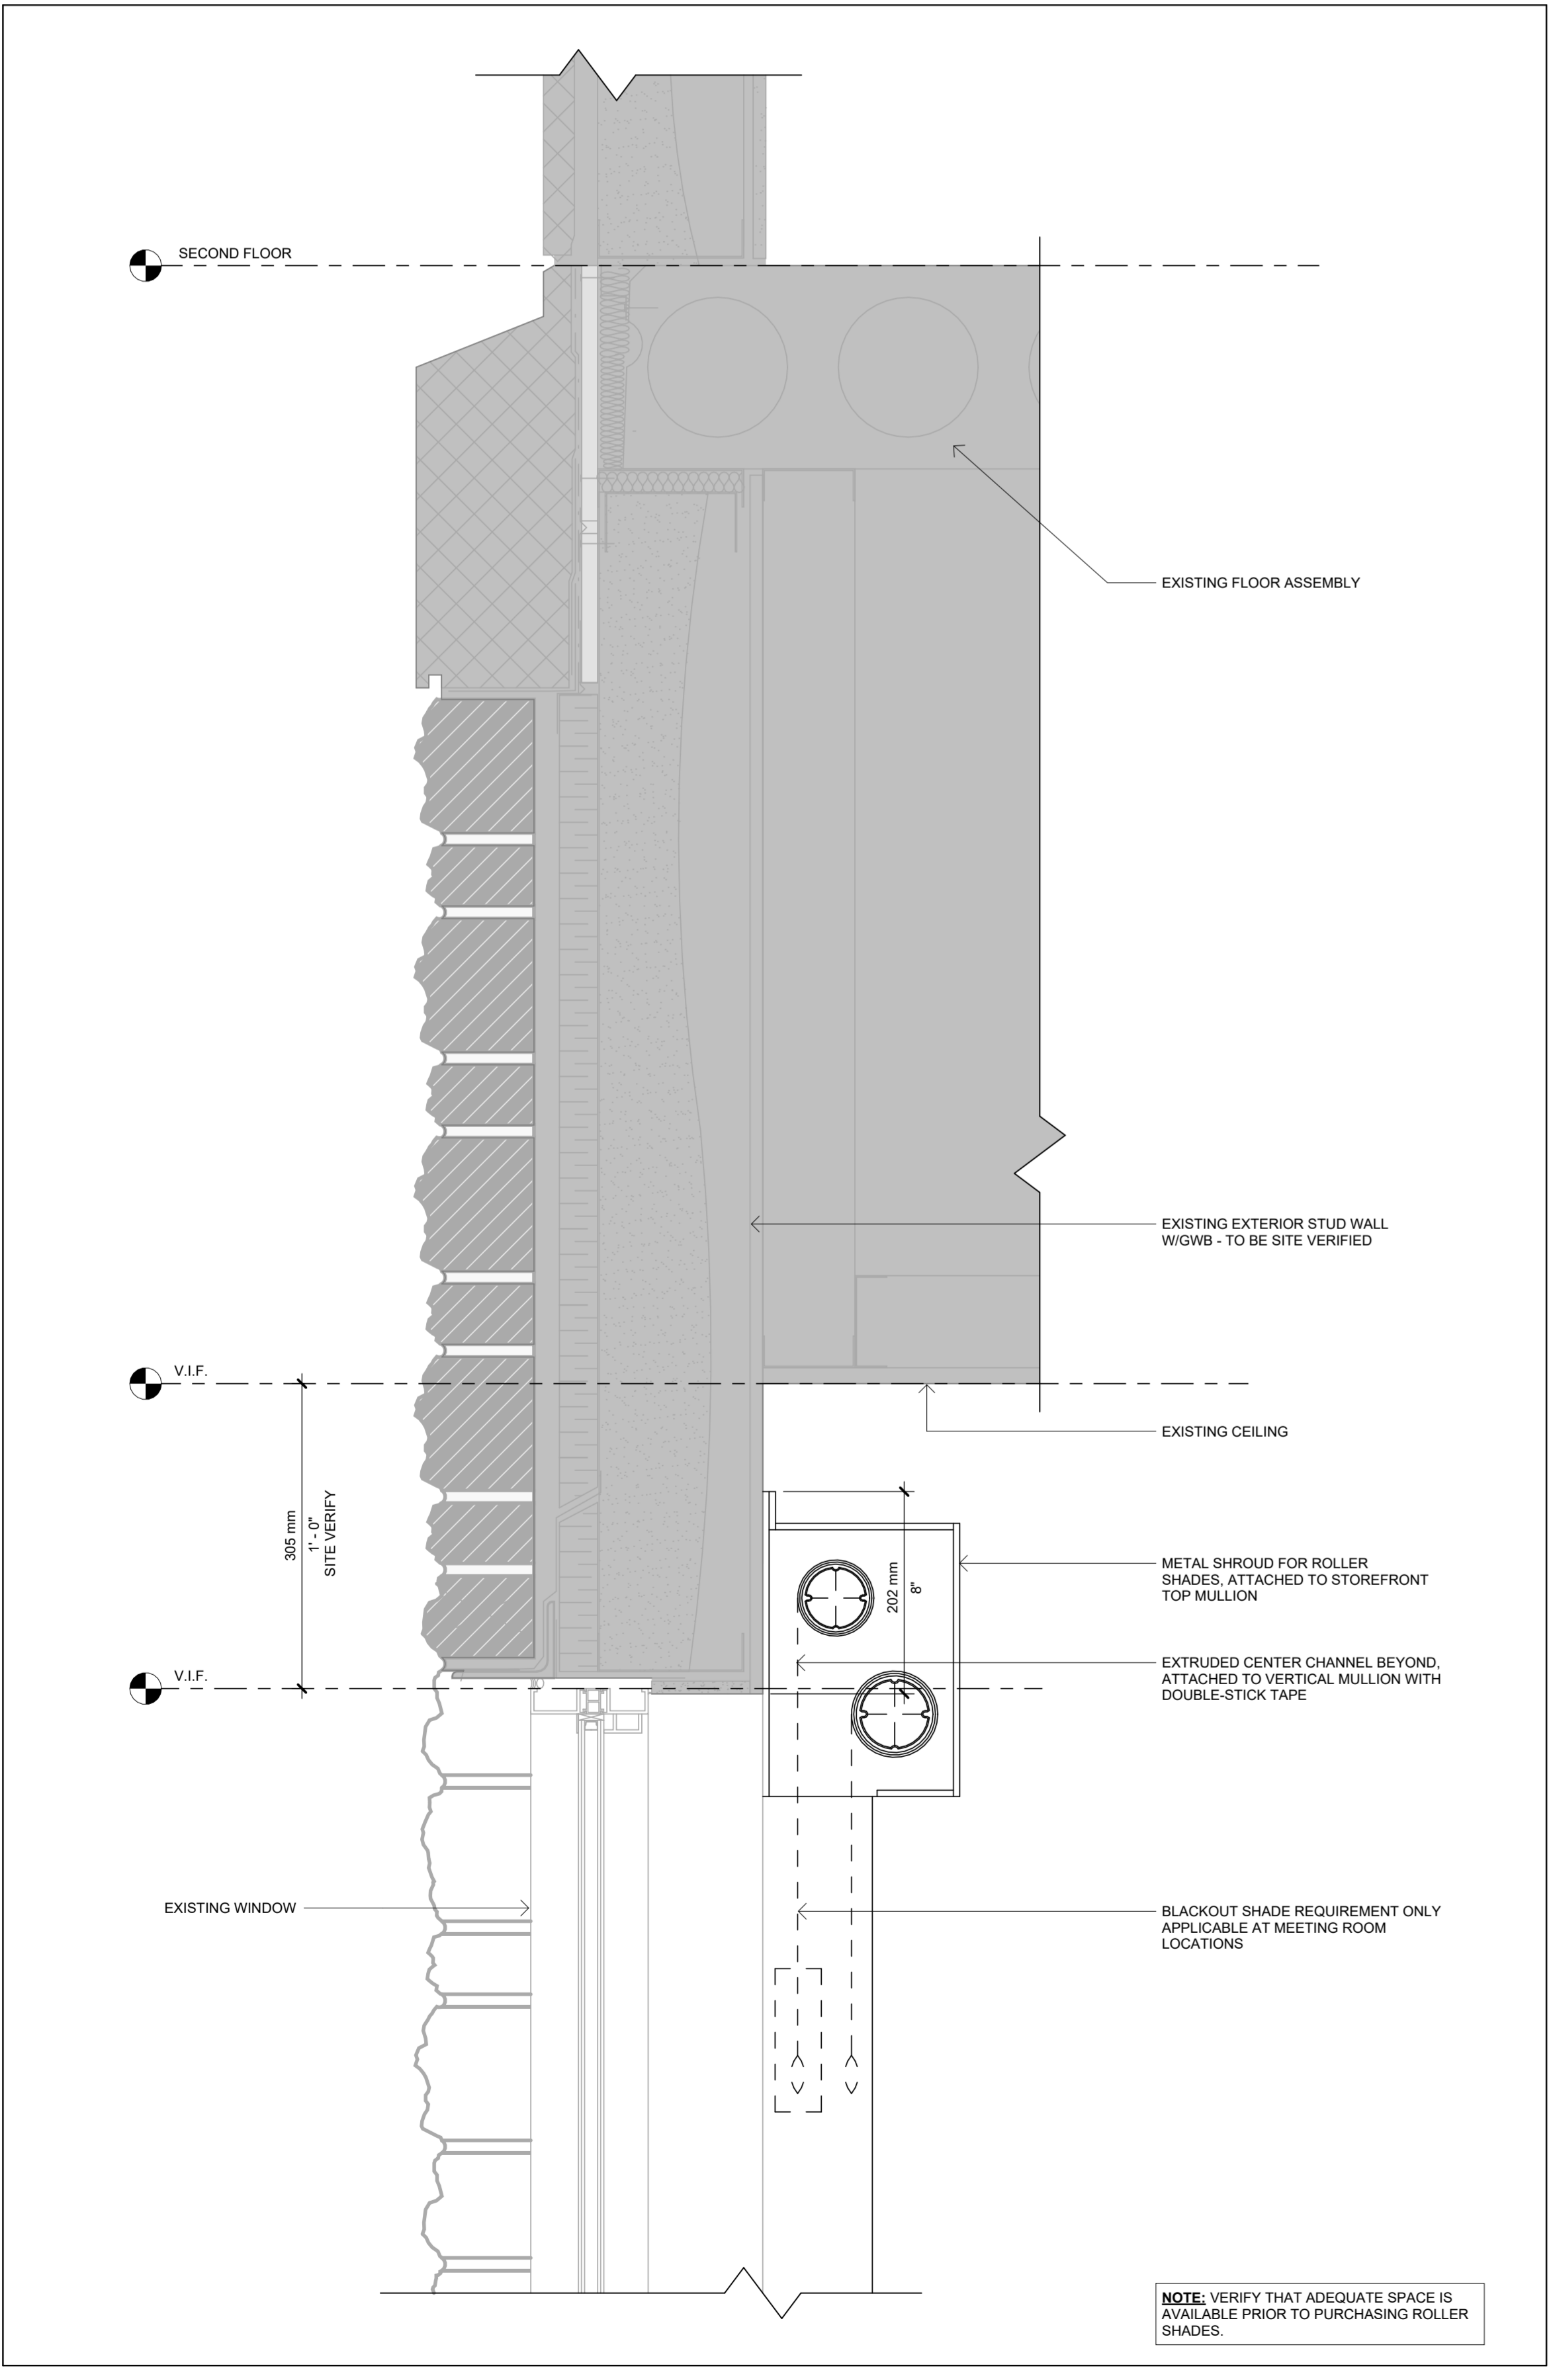 SECOND FLOOR
EXISTING FLOOR ASSEMBLY
EXISTING EXTERIOR STUD WALL
W/GWB - TO BE SITE VERIFIED
V.I.F.
EXISTING CEILING
305 mm
1' - 0"
SITE VERIFY
202 mm
8"
METAL SHROUD FOR ROLLER
SHADES, ATTACHED TO STOREFRONT
TOP MULLION
EXTRUDED CENTER CHANNEL BEYOND,
ATTACHED TO VERTICAL MULLION WITH
DOUBLE-STICK TAPE
V.I.F.
EXISTING WINDOW
BLACKOUT SHADE REQUIREMENT ONLY
APPLICABLE AT MEETING ROOM
LOCATIONS
NOTE: VERIFY THAT ADEQUATE SPACE IS
AVAILABLE PRIOR TO PURCHASING ROLLER
SHADES.